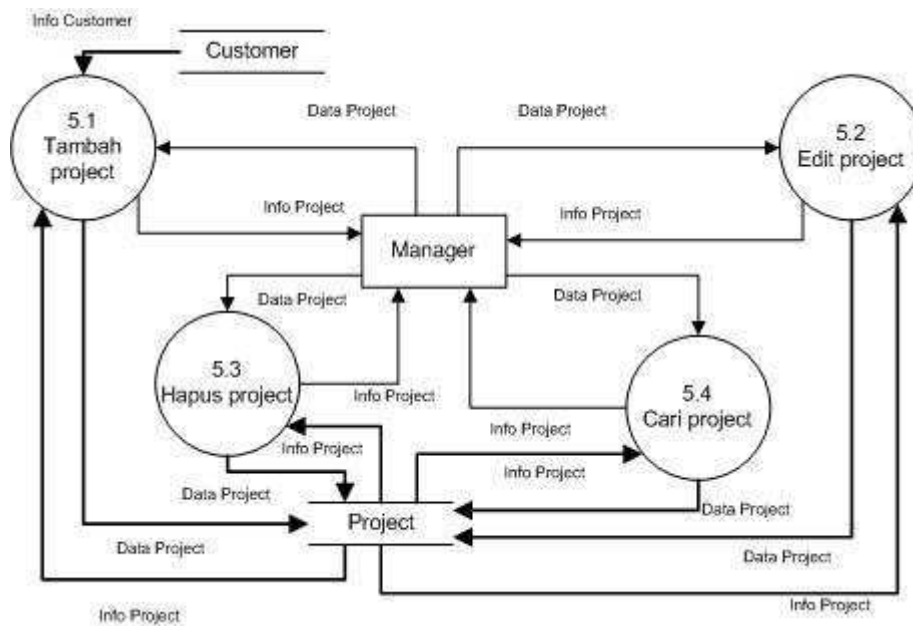 Info Customer
Customer
5.1
Tambah
project
Data Project
Data Project
5.2
Edit project
Info Project
Info Project
Manager
Data Project
Data Project
5.3
Hapus project
Info Project
5.4
Cari project
Info Project
Info Project
Info Project
Data Project
Data Project
Project
Data Project
Data Project
Info Project
Info Project